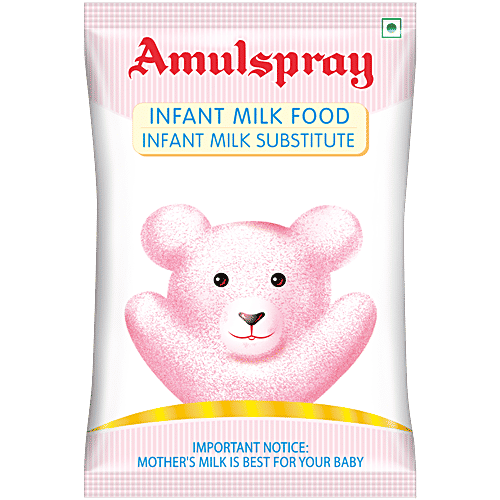 Amulspray
INFANT MILK FOOD
INFANT MILK SUBSTITUTE
IMPORTANT NOTICE:
MOTHER'S MILK IS BEST FOR YOUR BABY